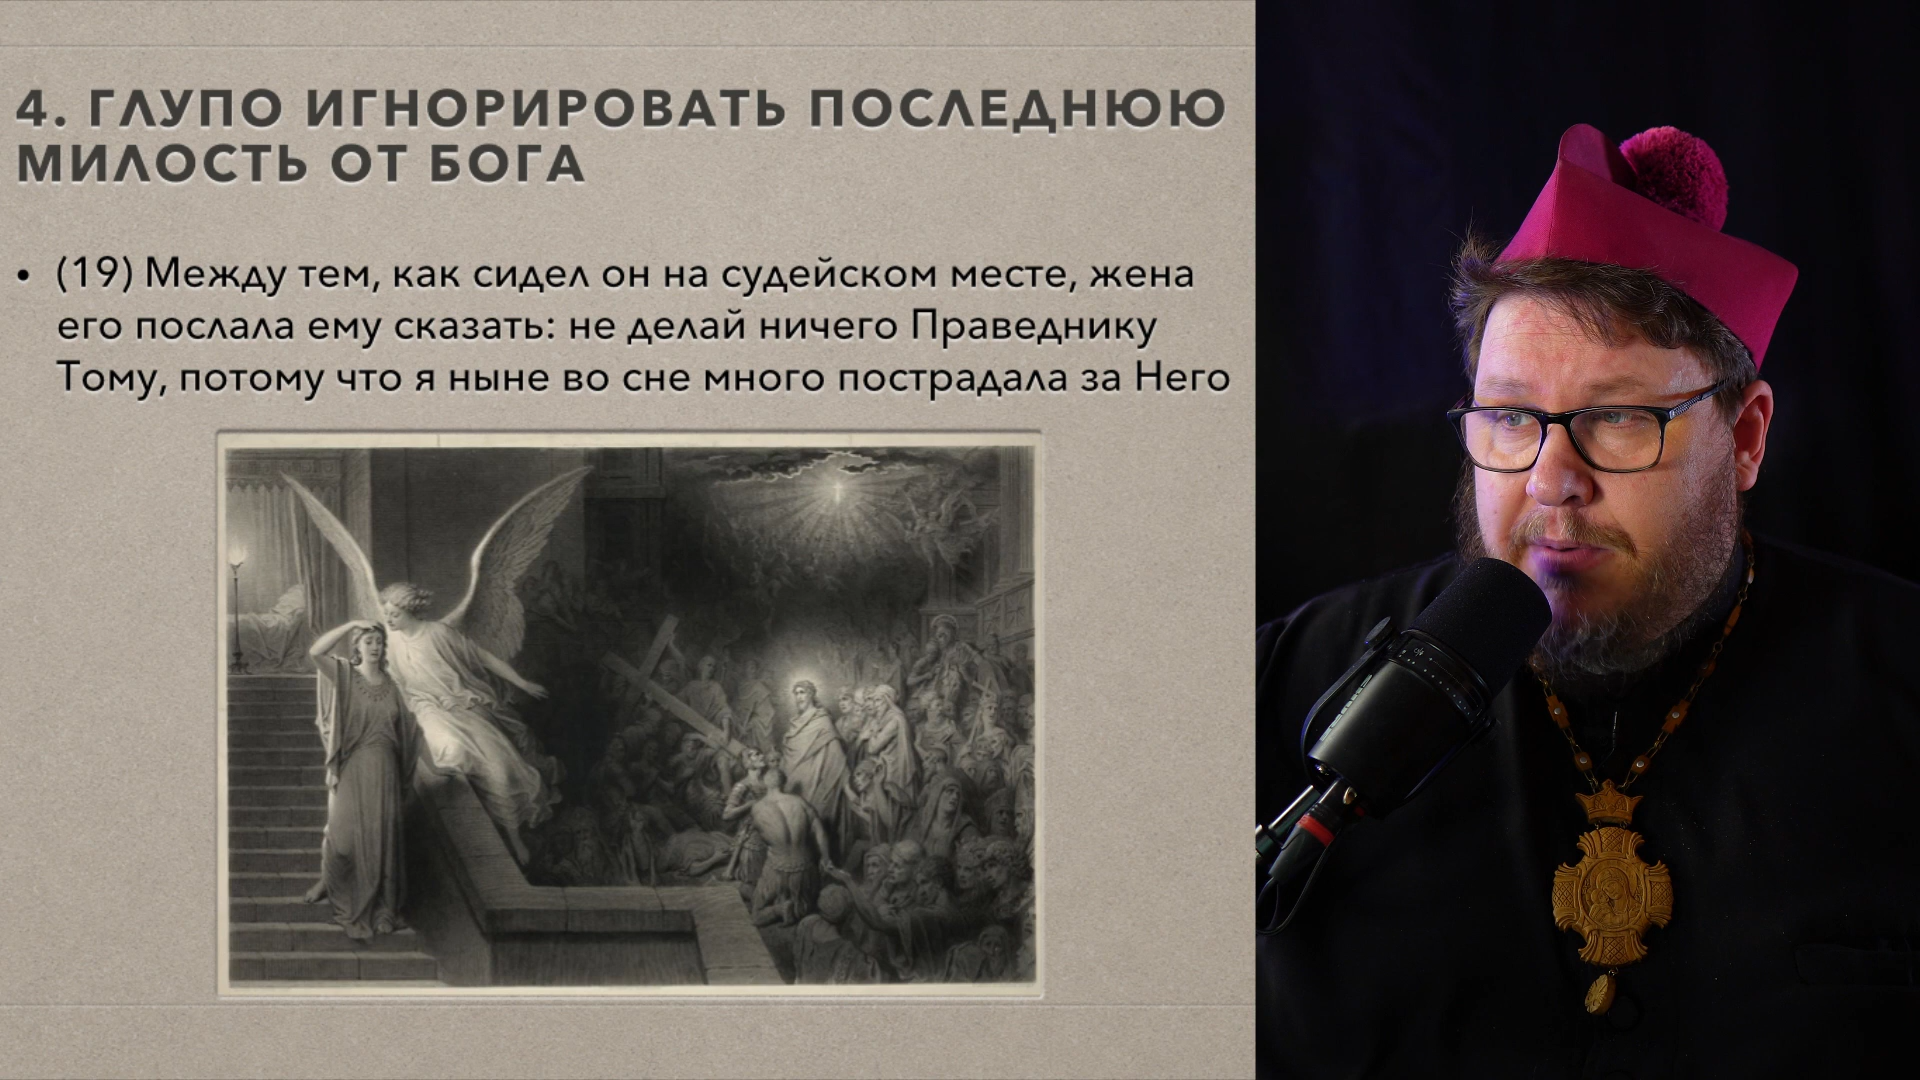 4. ГЛУПО ИГНОРИРОВАТЬ ПОСЛЕДНЮЮ
МИЛОСТЬ ОТ БОГА
• (19) Между тем, как сидел он на судейском месте, жена
его послала ему сказать: не делай ничего Праведнику
Тому, потому что я ныне во сне много пострадала за Него